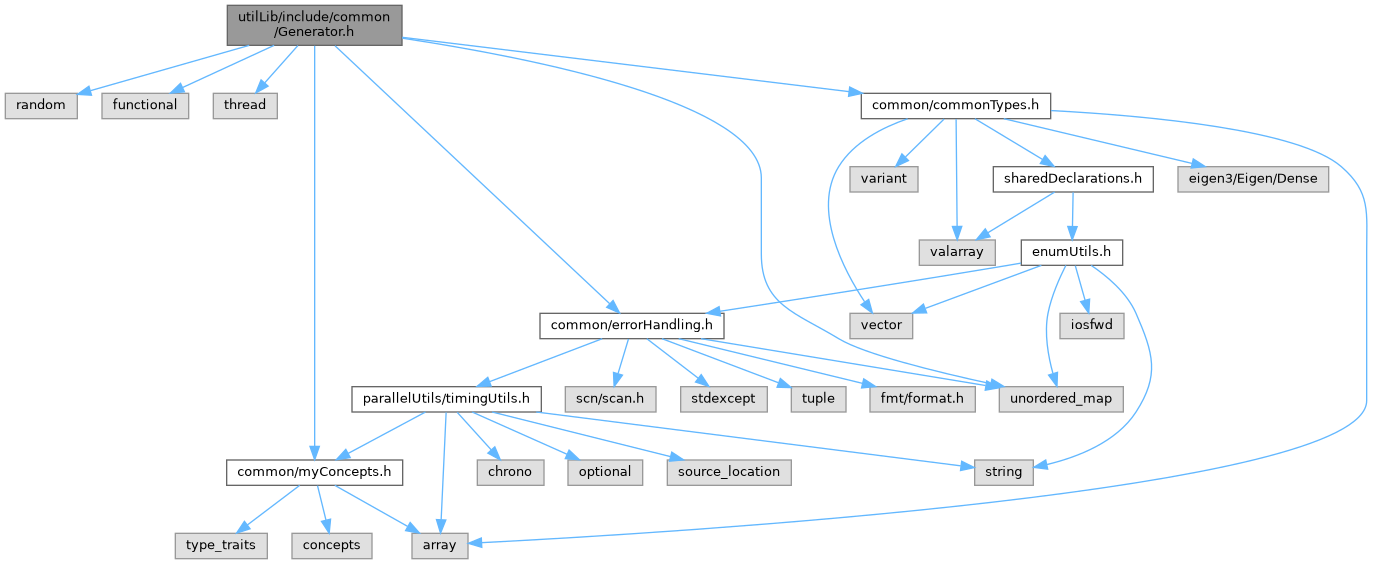 utilLib/include/common
/Generator.h
random
functional
thread
common/commonTypes.h
variant
sharedDeclarations.h
eigen3/Eigen/Dense
valarray
enumUtils.h
common/errorHandling.h
vector
iosfwd
parallelUtils/timingUtils.h
scn/scan.h
stdexcept
tuple
fmt/format.h
unordered_map
common/myConcepts.h
chrono
optional
source_location
string
type_traits
concepts
array